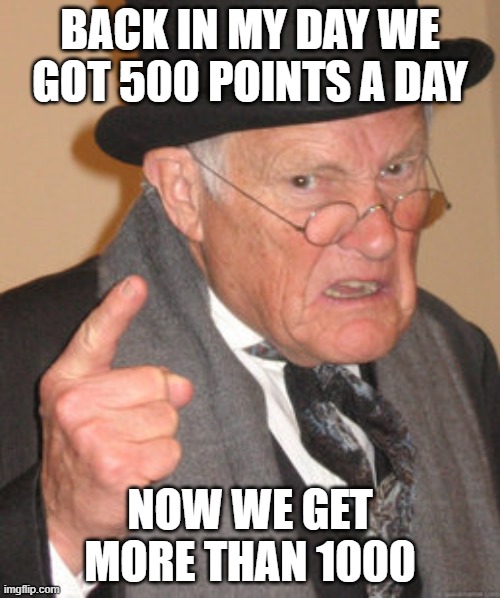 BACK IN MY DAY WE
GOT 500 POINTS A DAY
NOW WE GET
MORE THAN 1000
imgflip.com